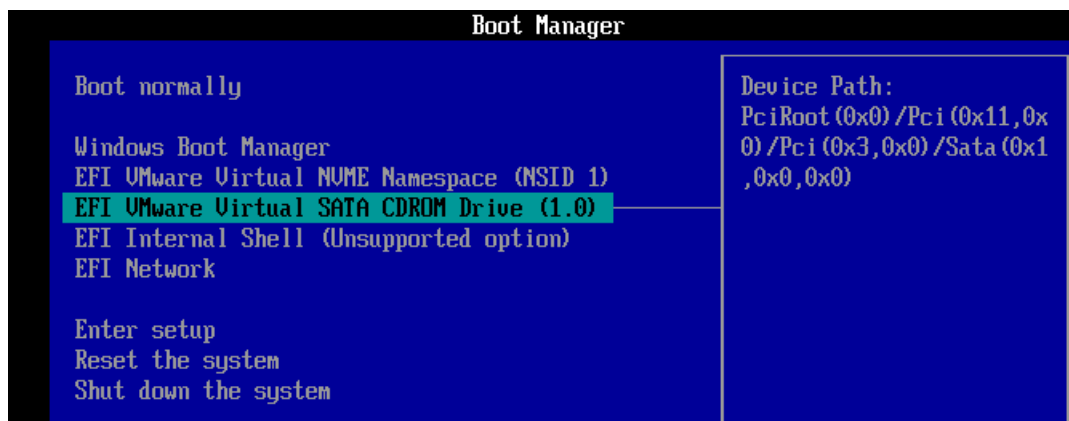 Boot Manager
Boot normally
Windows Boot Manager
EFI VMware Virtual NVME Namespace (NSID 1)
EFI VMware Virtual SATA CDROM Drive (1.0)
EFI Internal Shell (Unsupported option)
EFI Network
Enter setup
Reset the system
Shut down the system
Device Path:
PciRoot(0x0)/Pci(0x11,0x
0)/Pci(0x3,0x0)/Sata(0x1
,0x0,0x0)